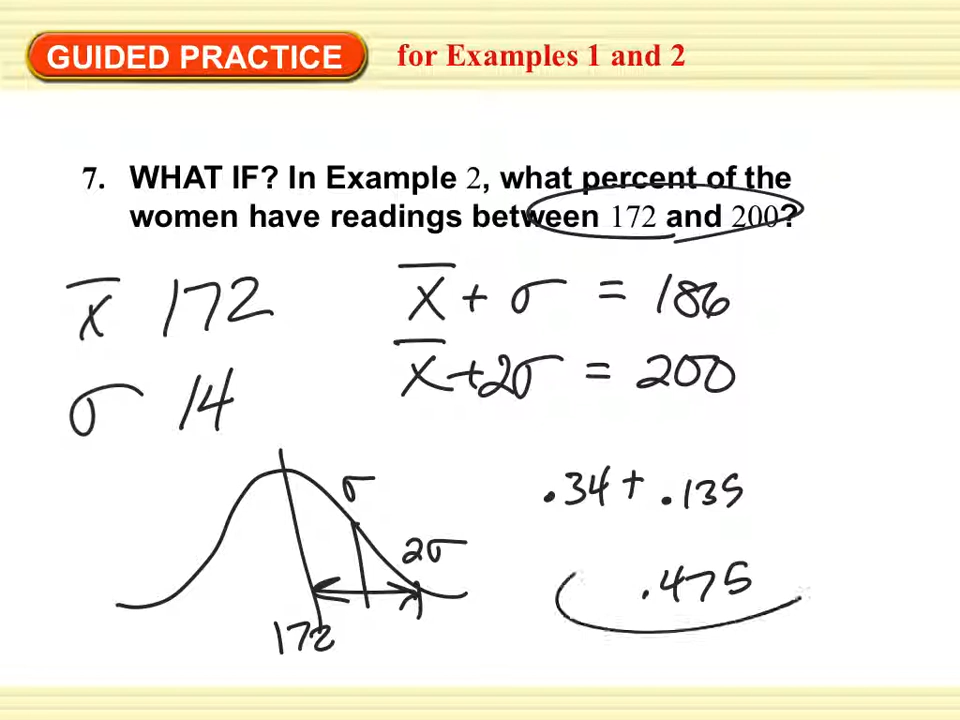 GUIDED PRACTICE for Examples 1 and 2
7. WHAT IF? In Example 2, what percent of the
women have readings between 172 and 200?
x̄ 172
x̄ + σ = 186
σ 14
x̄ + 2σ = 200
σ
2σ
172
.34 + .135
.475